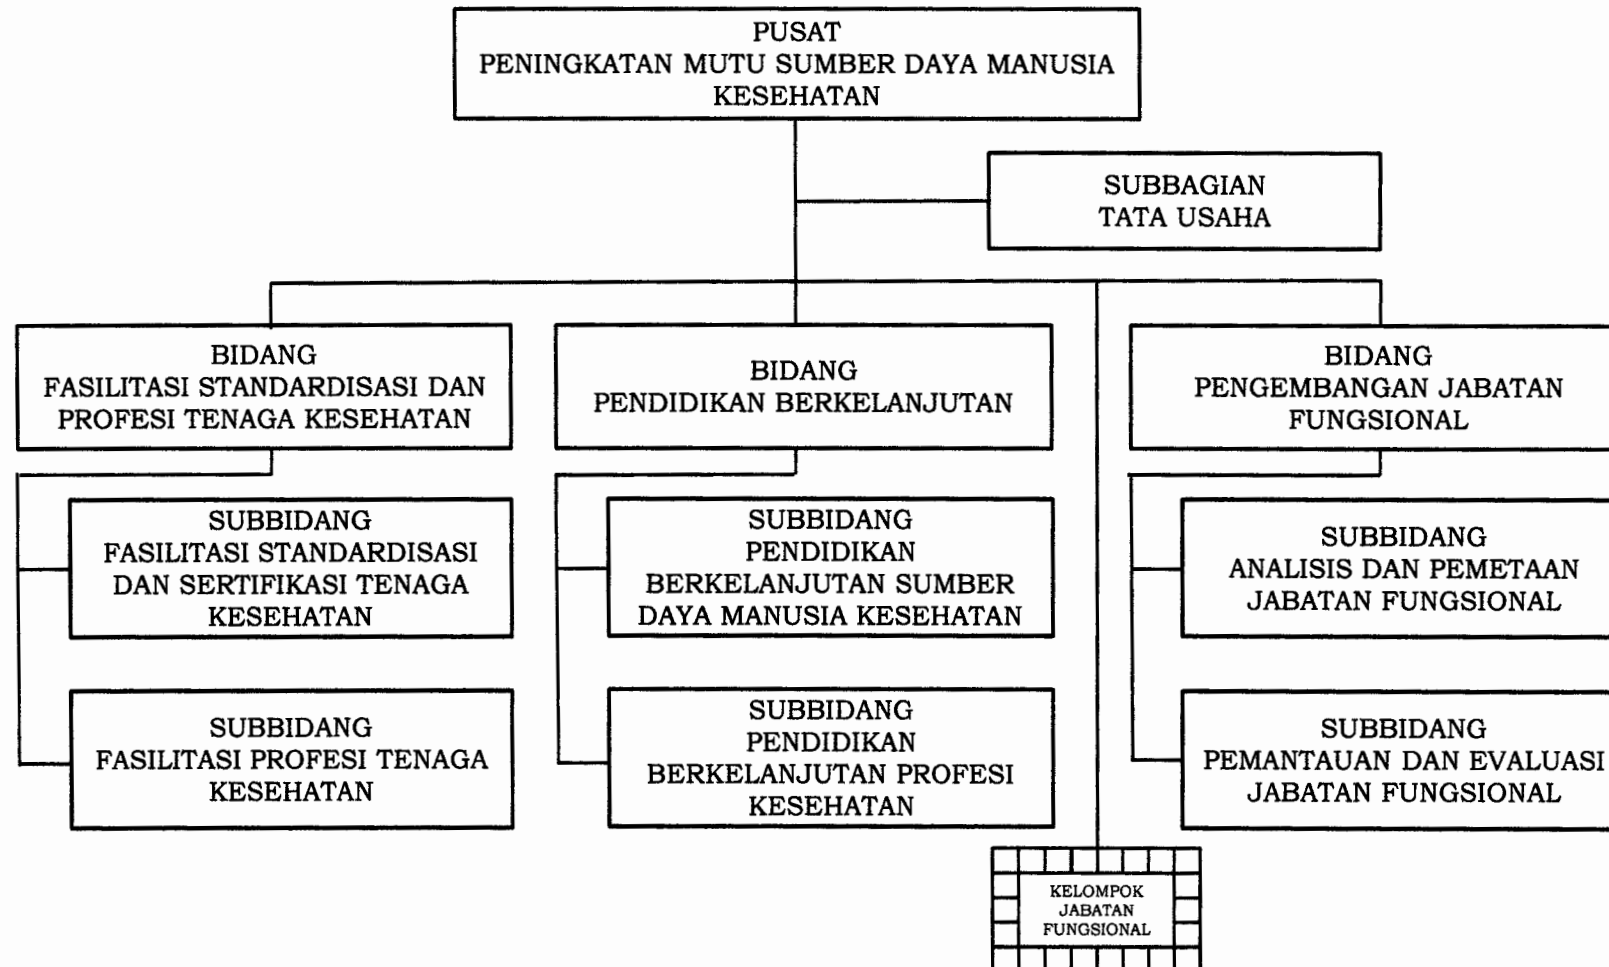 PUSAT
PENINGKATAN MUTU SUMBER DAYA MANUSIA
KESEHATAN
SUBBAGIAN
TATA USAHA
BIDANG
FASILITASI STANDARDISASI DAN
PROFESI TENAGA KESEHATAN
BIDANG
PENDIDIKAN BERKELANJUTAN
BIDANG
PENGEMBANGAN JABATAN
FUNGSIONAL
SUBBIDANG
FASILITASI STANDARDISASI
DAN SERTIFIKASI TENAGA
KESEHATAN
SUBBIDANG
PENDIDIKAN
BERKELANJUTAN SUMBER
DAYA MANUSIA KESEHATAN
SUBBIDANG
ANALISIS DAN PEMETAAN
JABATAN FUNGSIONAL
SUBBIDANG
FASILITASI PROFESI TENAGA
KESEHATAN
SUBBIDANG
PENDIDIKAN
BERKELANJUTAN PROFESI
KESEHATAN
SUBBIDANG
PEMANTAUAN DAN EVALUASI
JABATAN FUNGSIONAL
KELOMPOK
JABATAN
FUNGSIONAL